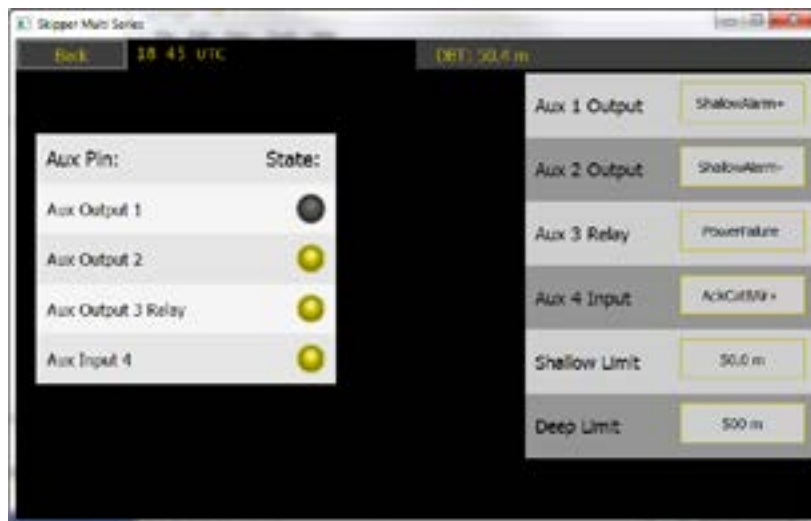 Skipper Multi Series
Back 18 45 UTC DBT: 50.4 m
Aux Pin: State:
Aux Output 1
Aux Output 2
Aux Output 3 Relay
Aux Input 4
Aux 1 Output ShallowAlarm+
Aux 2 Output ShallowAlarm-
Aux 3 Relay PowerFailure
Aux 4 Input
Shallow Limit 50.0 m
Deep Limit 500 m